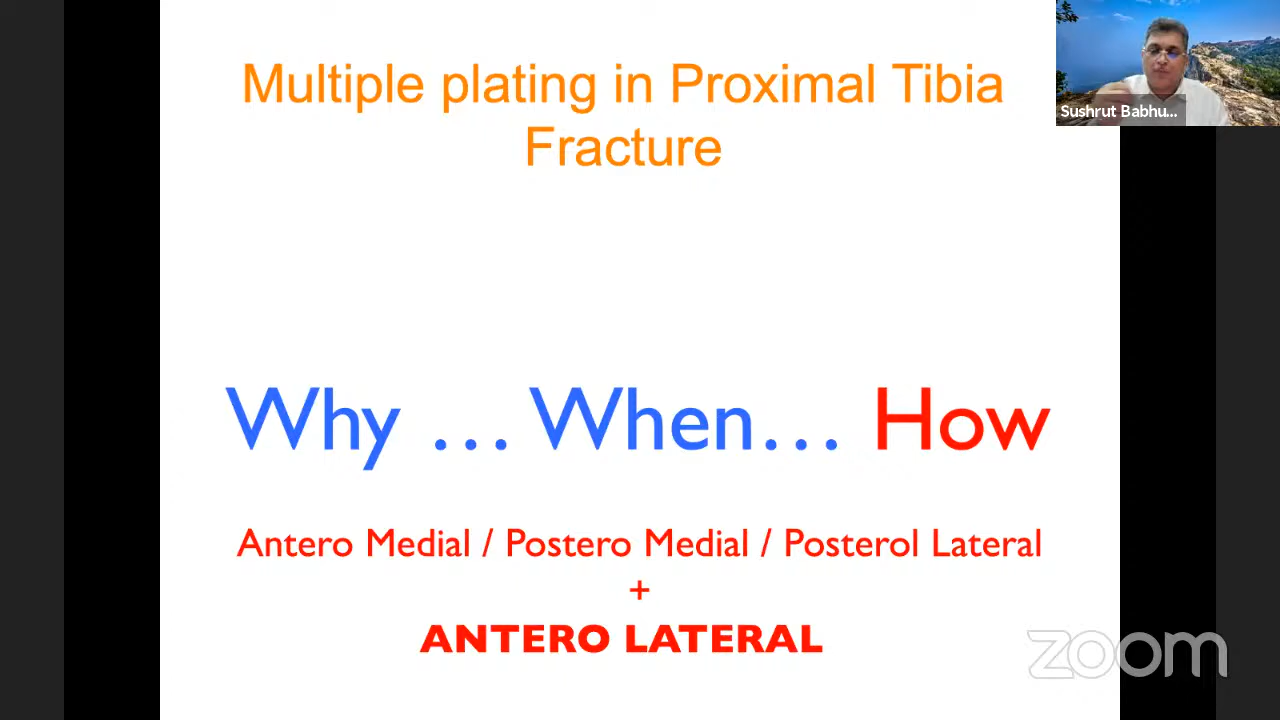 Multiple plating in Proximal Tibia
Fracture
Sushrut Babhu...
Why ... When... How
Antero Medial / Postero Medial / Posterol Lateral
+
ANTERO LATERAL
zoom